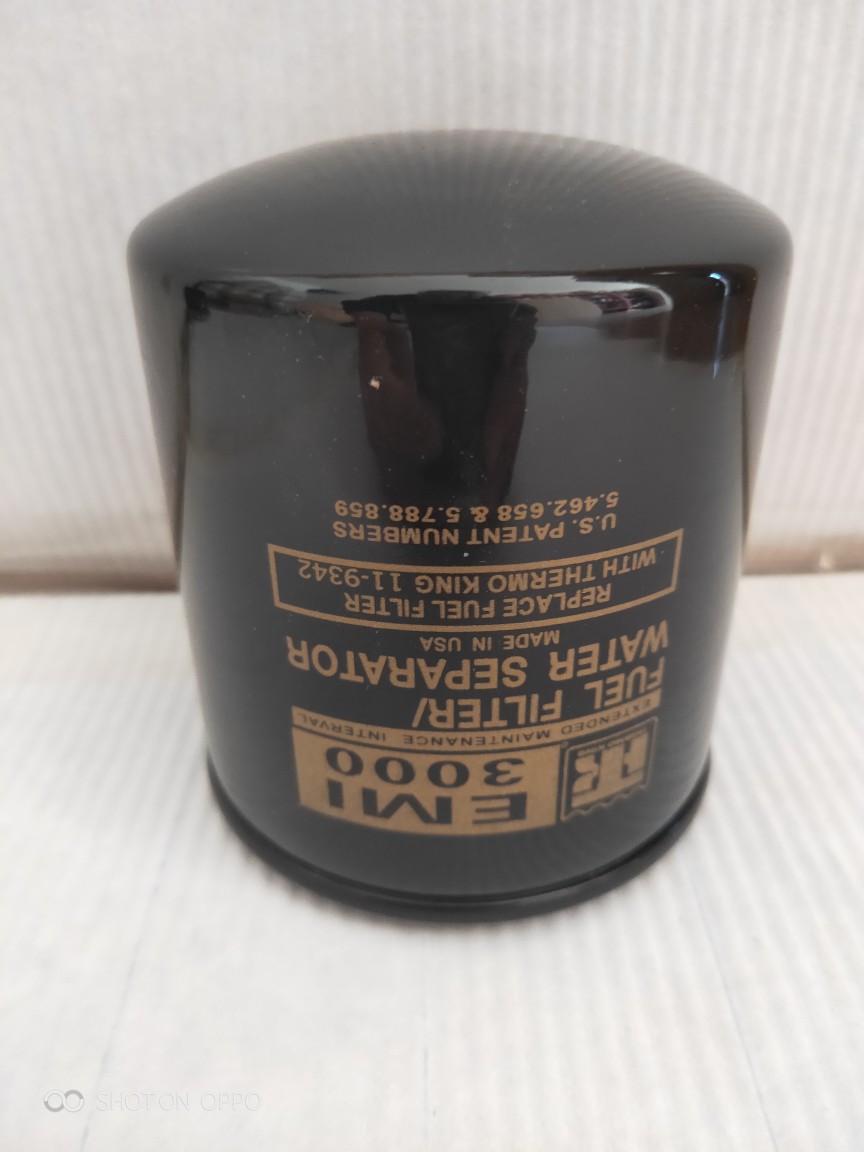 EMI
3000
EXTENDED MAINTENANCE INTERVAL
FUEL FILTER/
WATER SEPARATOR
MADE IN USA
REPLACE FUEL FILTER
WITH THERMO KING 11-9342
U.S. PATENT NUMBERS
5.462.658 & 5.788.859
SHOT ON OPPO